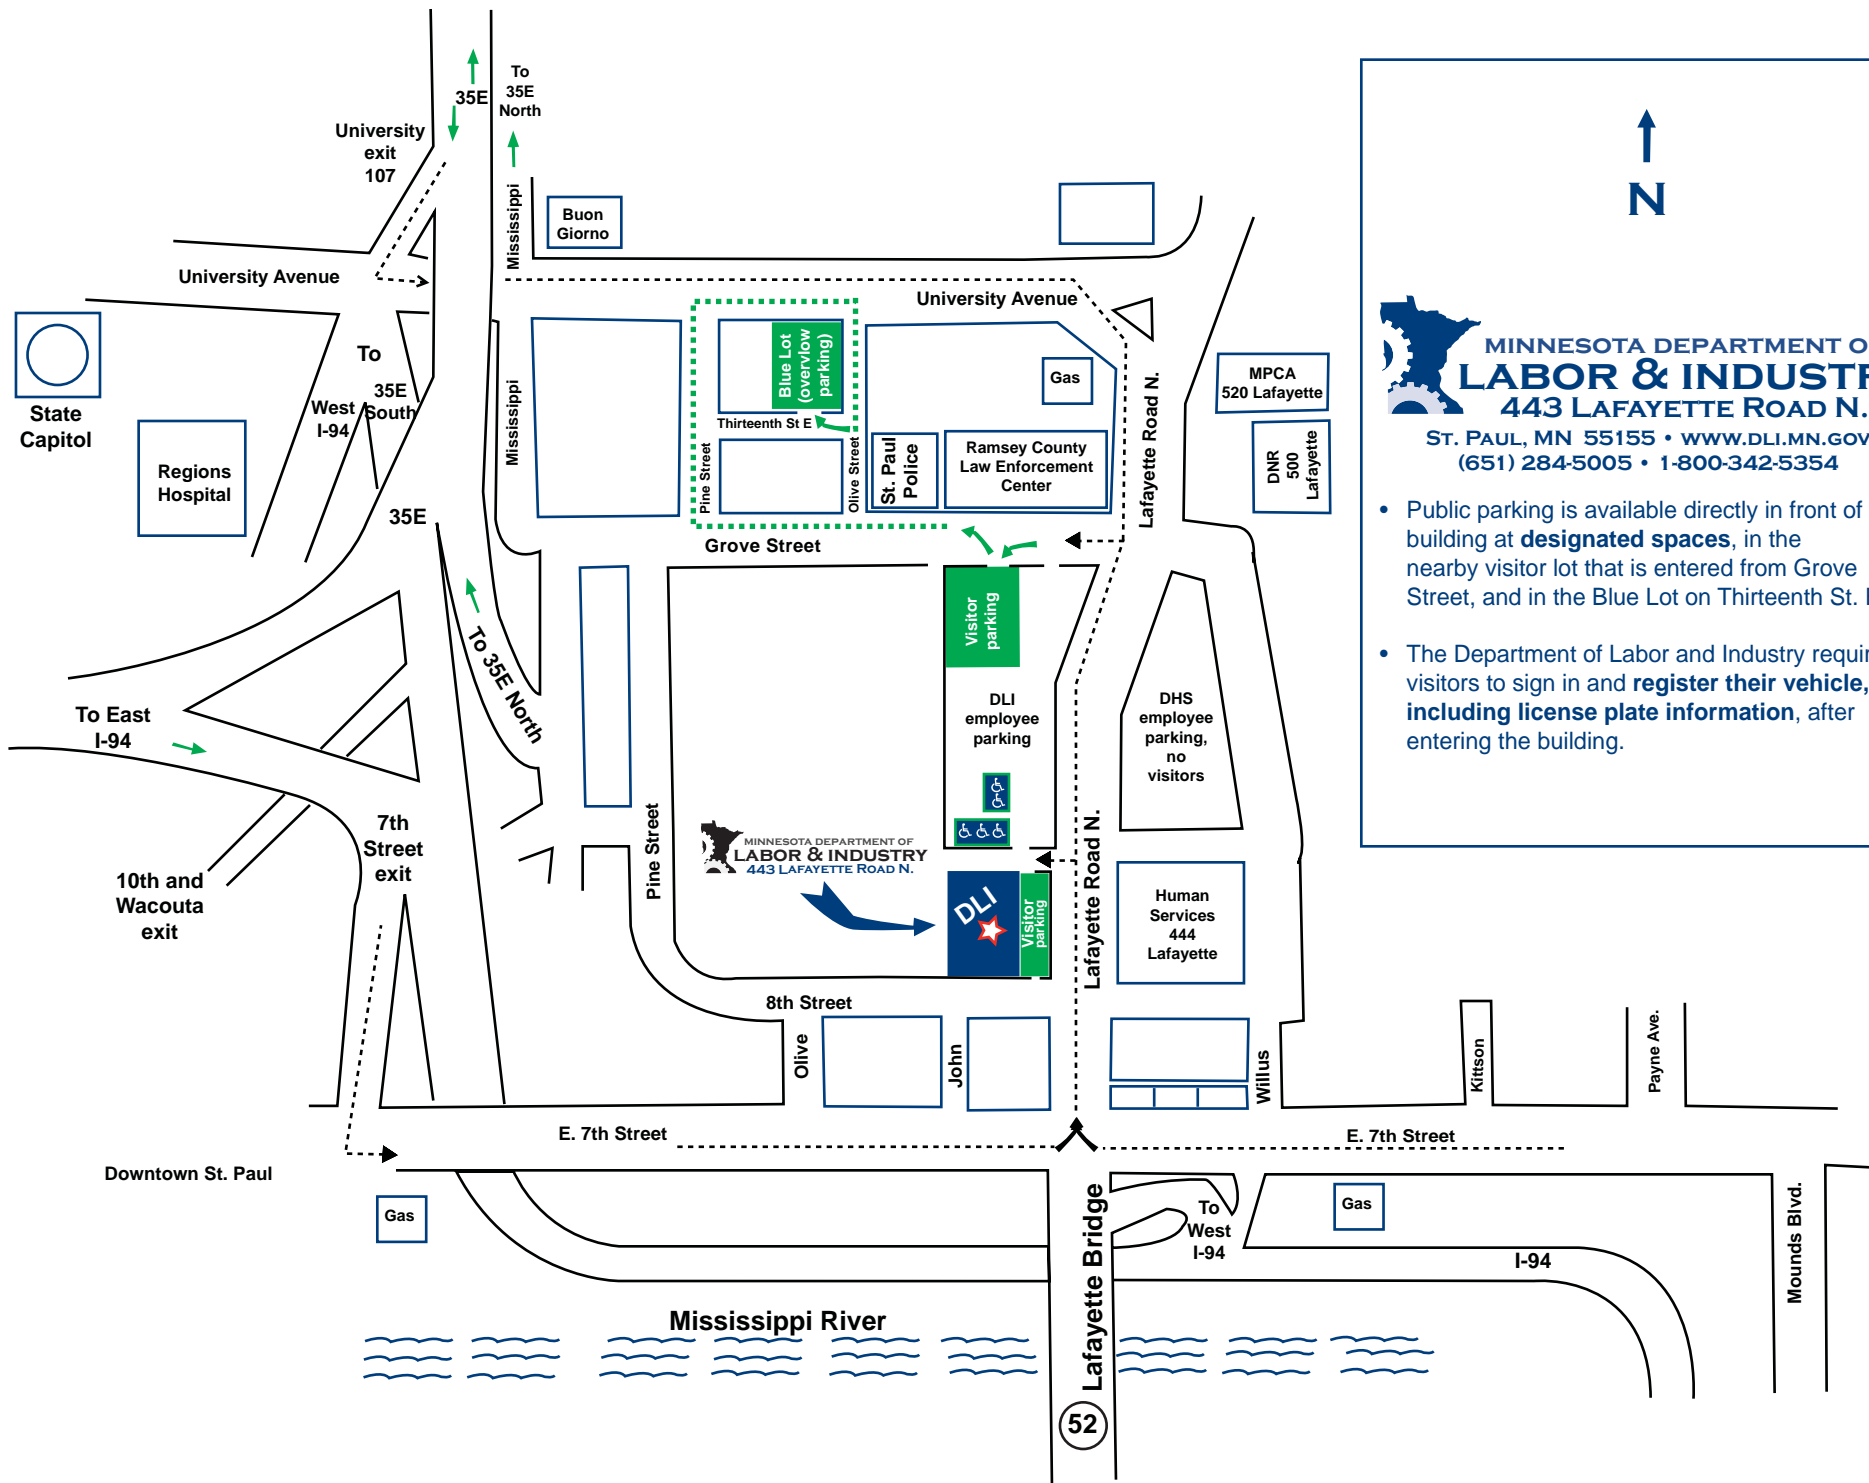 35E
To
35E
North
University
exit
107
Mississippi
Buon
Giorno
University Avenue
University Avenue
N
State
Capitol
To
35E
South
West
I-94
Regions
Hospital
35E
Mississippi
Blue Lot
(overvlow
parking)
Thirteenth St E
Pine Street
Olive Street
St. Paul
Police
Gas
Ramsey County
Law Enforcement
Center
Lafayette Road N.
MPCA
520 Lafayette
DNR
500
Lafayette
MINNESOTA DEPARTMENT O
LABOR & INDUSTR
443 LAFAYETTE ROAD N.
ST. PAUL, MN 55155 • WWW.DLI.MN.GOV
(651) 284-5005 • 1-800-342-5354
• Public parking is available directly in front of
building at designated spaces, in the
nearby visitor lot that is entered from Grove
Street, and in the Blue Lot on Thirteenth St.
• The Department of Labor and Industry requir
visitors to sign in and register their vehicle,
including license plate information, after
entering the building.
Grove Street
Visitor
parking
To 35E North
To East
I-94
DLI
employee
parking
DHS
employee
parking,
no
visitors
7th
Street
exit
10th and
Wacouta
exit
Pine Street
MINNESOTA DEPARTMENT OF
LABOR & INDUSTRY
443 LAFAYETTE ROAD N.
DLI
Visitor
parking
Lafayette Road N.
Human
Services
444
Lafayette
8th Street
Olive
John
Willus
Kittson
Payne Ave.
E. 7th Street
E. 7th Street
Downtown St. Paul
Gas
Lafayette Bridge
To
West
I-94
Gas
I-94
Mounds Blvd.
Mississippi River
52